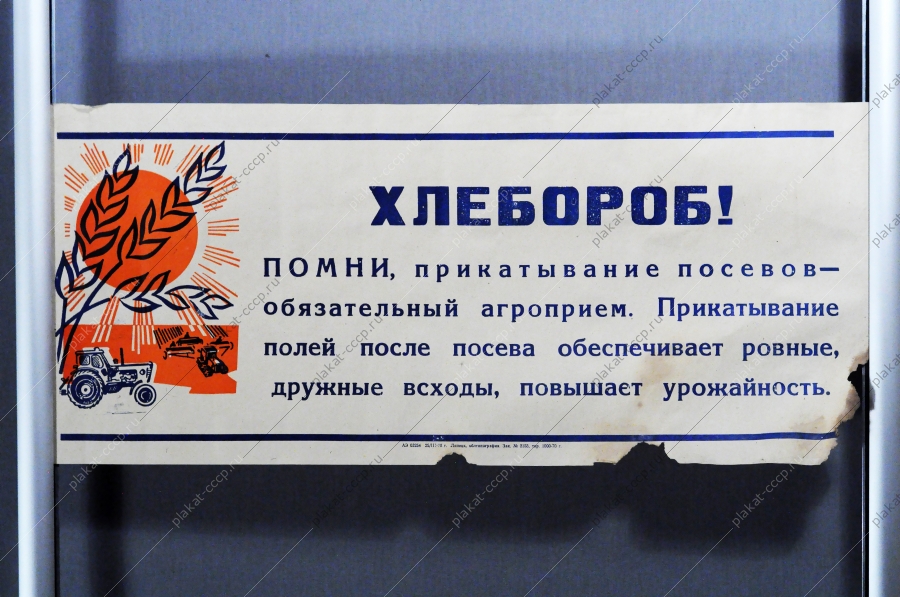 ХЛЕБОРОБ!
ПОМНИ, прикатывание посевов—
обязательный агроприем. Прикатывание
полей после посева обеспечивает ровные,
дружные всходы, повышает урожайность.
plakat-cccp.ru